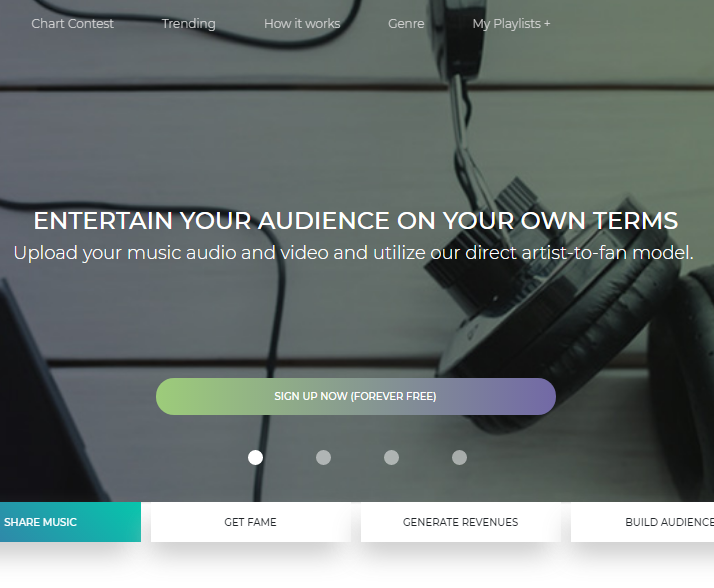 Chart Contest Trending How it works Genre My Playlists +
ENTERTAIN YOUR AUDIENCE ON YOUR OWN TERMS
Upload your music audio and video and utilize our direct artist-to-fan model.
SIGN UP NOW (FOREVER FREE)
SHARE MUSIC GET FAME GENERATE REVENUES BUILD AUDIENCE